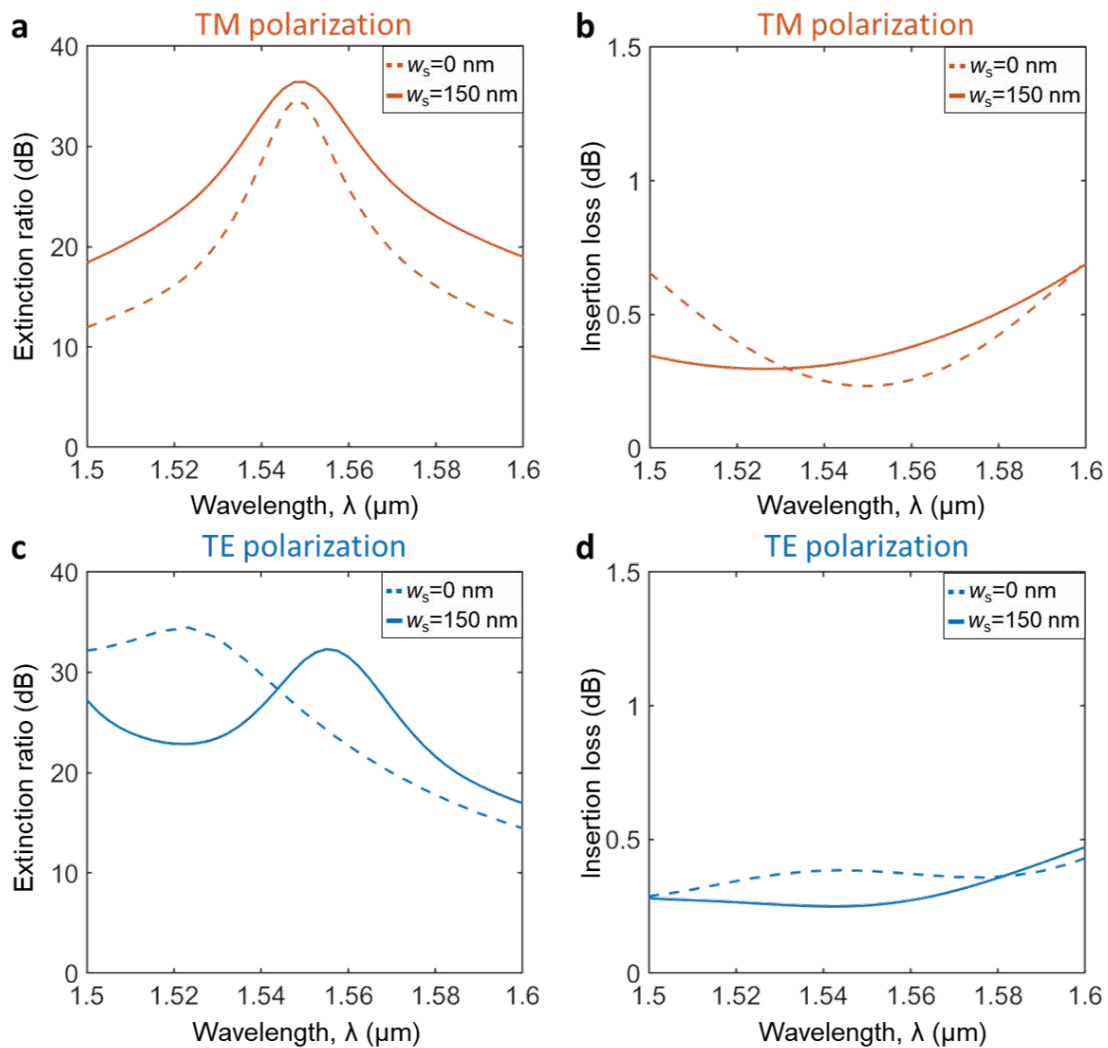 a
TM polarization
40
30
20
10
0
1.5 1.52 1.54 1.56 1.58 1.6
Extinction ratio (dB)
Wavelength, λ (µm)
ws=0 nm
ws=150 nm
b
TM polarization
1.5
1
0.5
0
1.5 1.52 1.54 1.56 1.58 1.6
Insertion loss (dB)
Wavelength, λ (µm)
ws=0 nm
ws=150 nm
c
TE polarization
40
30
20
10
0
1.5 1.52 1.54 1.56 1.58 1.6
Extinction ratio (dB)
Wavelength, λ (µm)
ws=0 nm
ws=150 nm
d
TE polarization
1.5
1
0.5
0
1.5 1.52 1.54 1.56 1.58 1.6
Insertion loss (dB)
Wavelength, λ (µm)
ws=0 nm
ws=150 nm